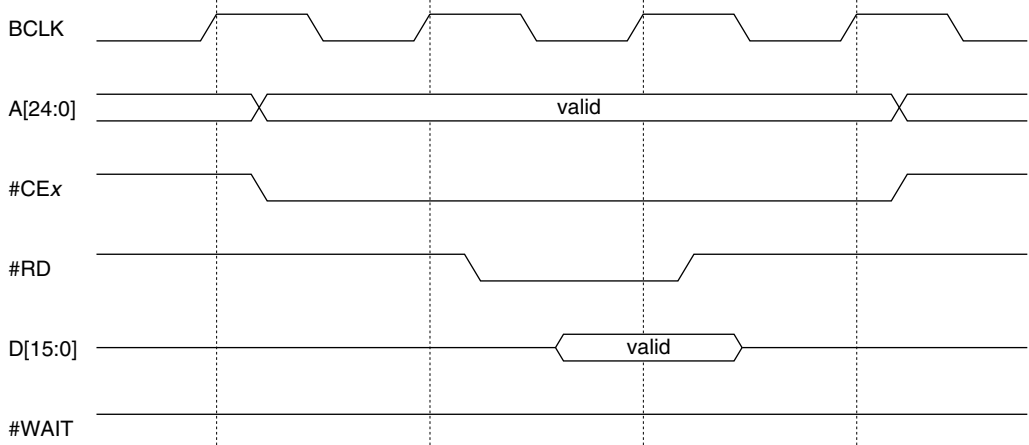 BCLK
A[24:0]
valid
#CEx
#RD
D[15:0]
valid
#WAIT